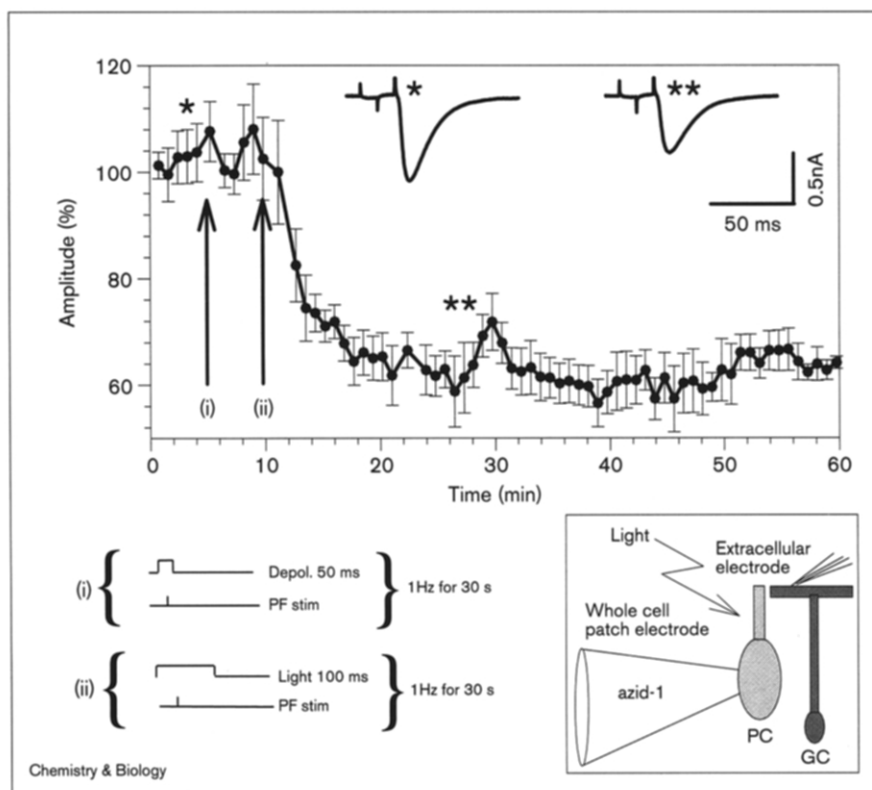 120
100
80
60
Amplitude (%)
*
*
**
**
0.5nA
50 ms
(i)
(ii)
0
10
20
30
40
50
60
Time (min)
(i)
Depol. 50 ms
PF stim
1Hz for 30 s
(ii)
Light 100 ms
PF stim
1Hz for 30 s
Light
Extracellular
electrode
Whole cell
patch electrode
azid-1
PC
GC
Chemistry & Biology